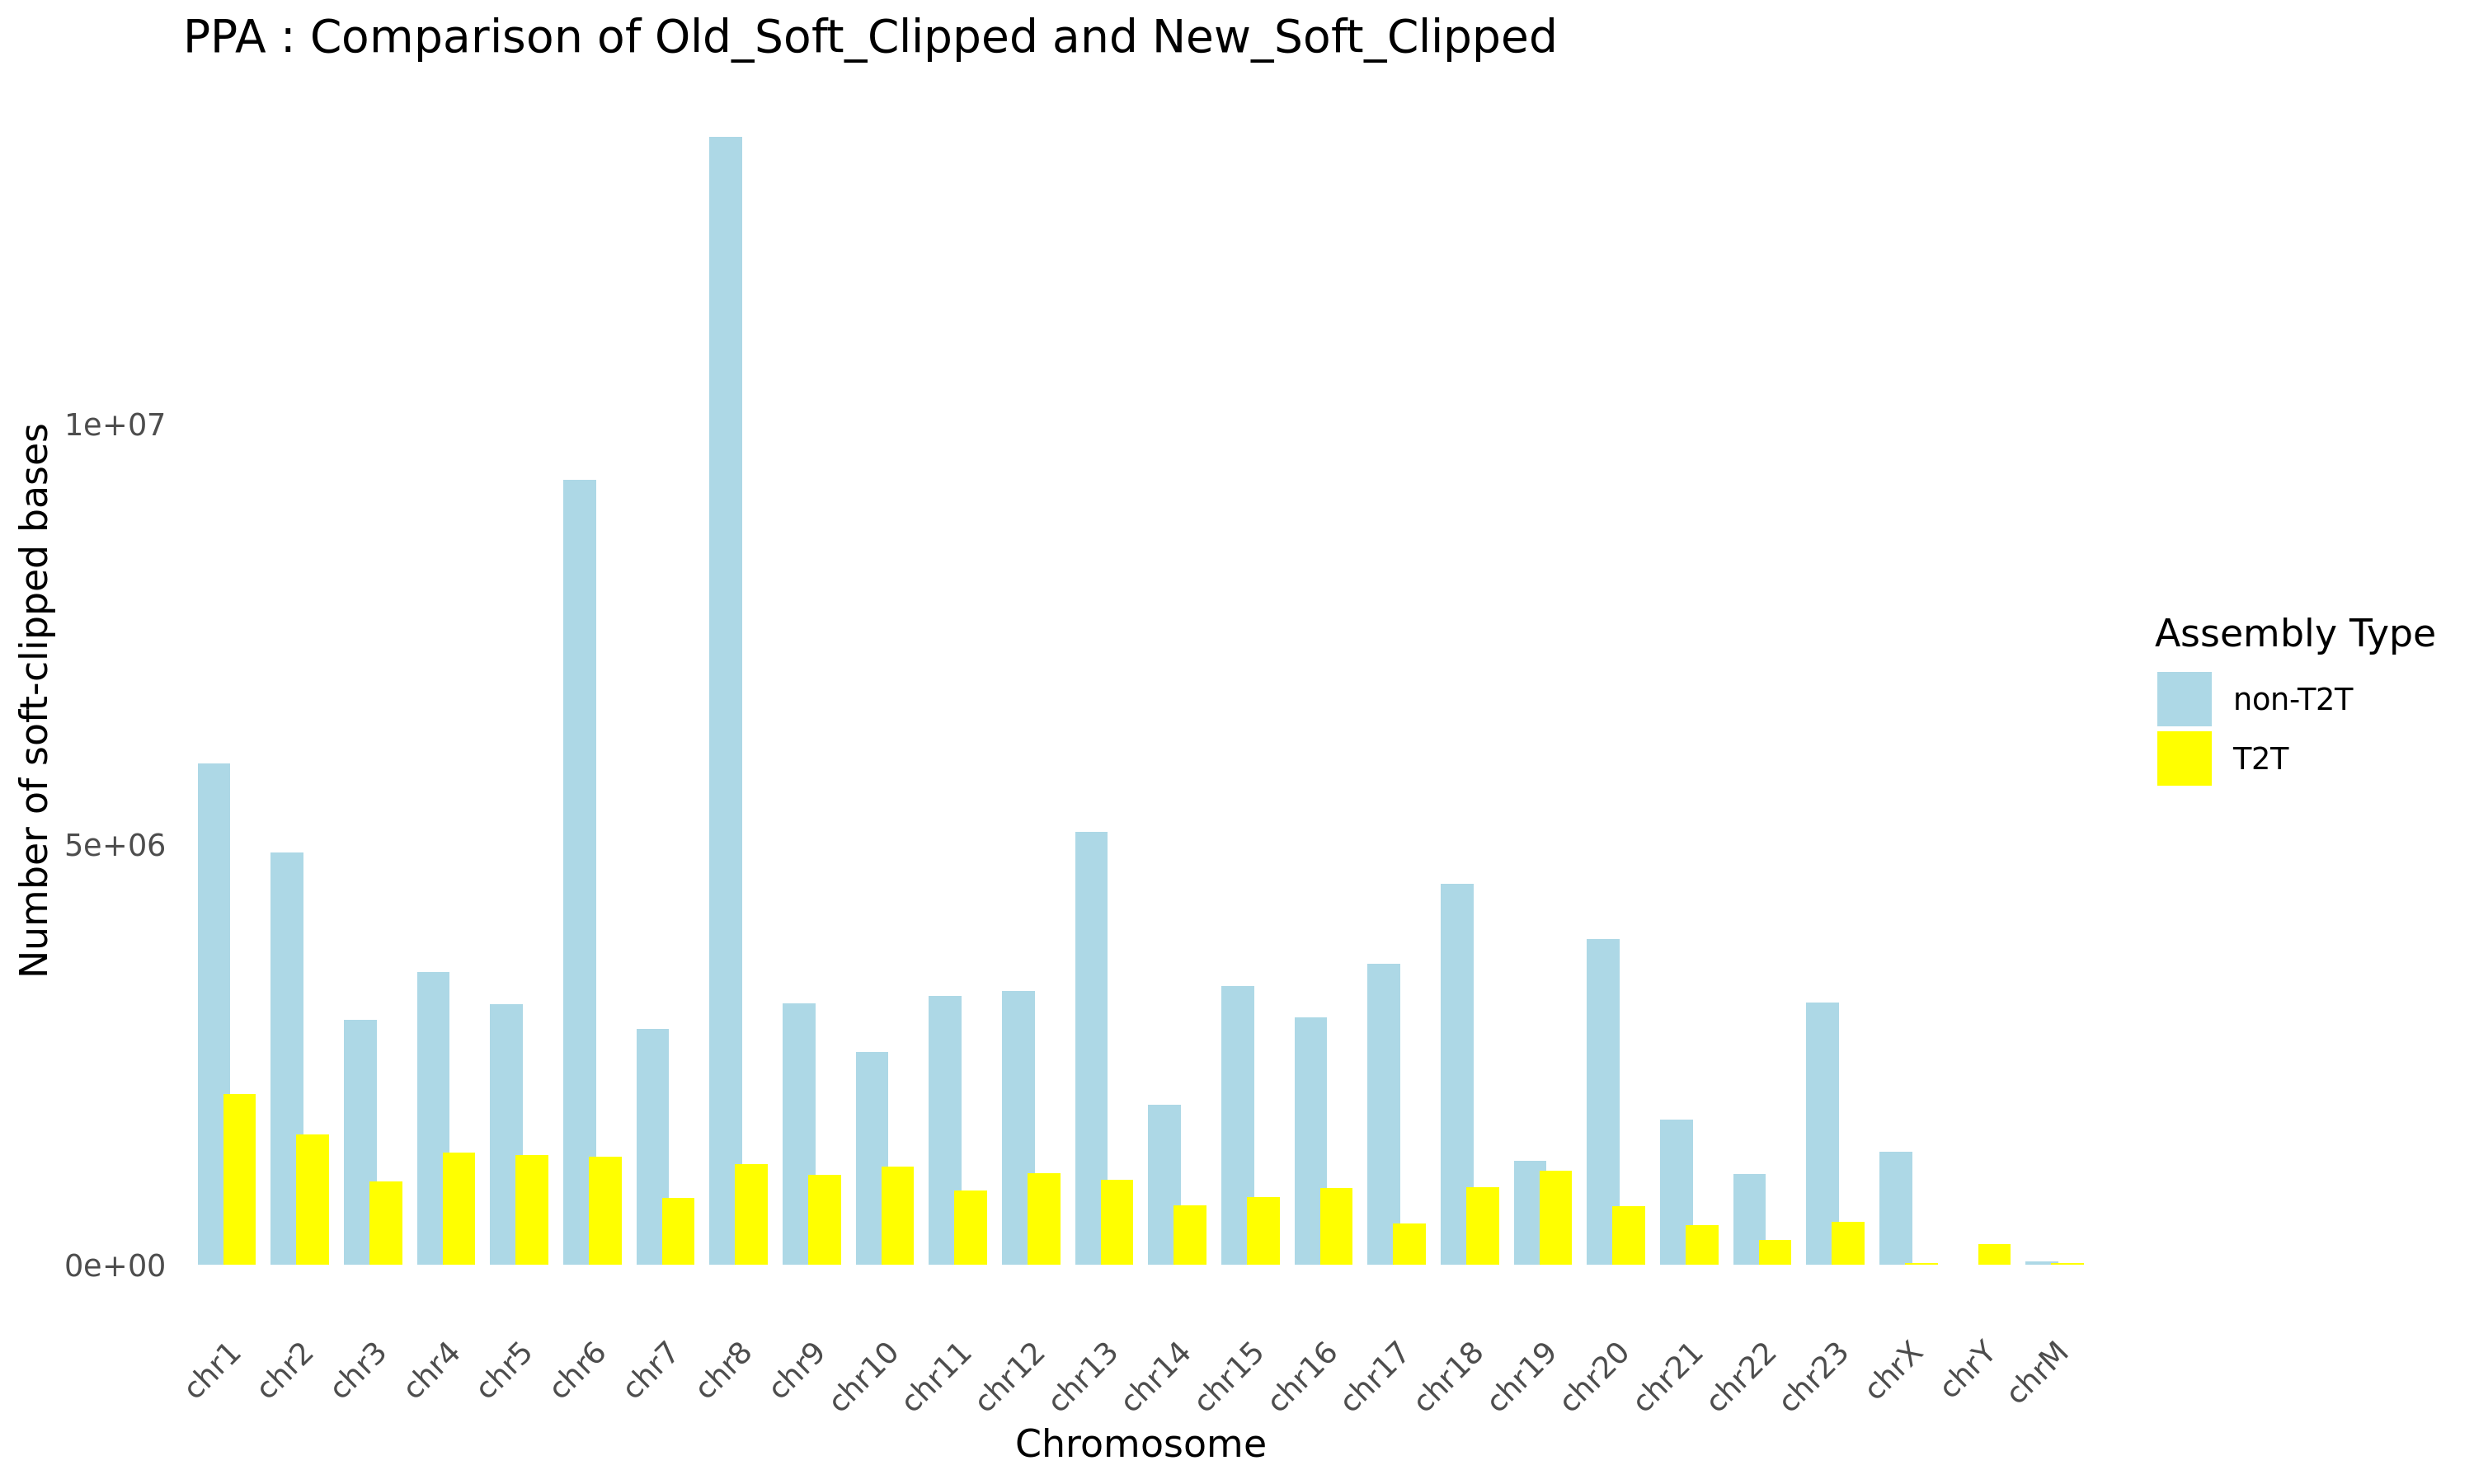 PPA : Comparison of Old_Soft_Clipped and New_Soft_Clipped
Number of soft-clipped bases
1e+07
5e+06
0e+00
chr1
chr2
chr3
chr4
chr5
chr6
chr7
chr8
chr9
chr10
chr11
chr12
chr13
chr14
chr15
chr16
chr17
chr18
chr19
chr20
chr21
chr22
chr23
chrX
chrY
chrM
Chromosome
Assembly Type
non-T2T
T2T